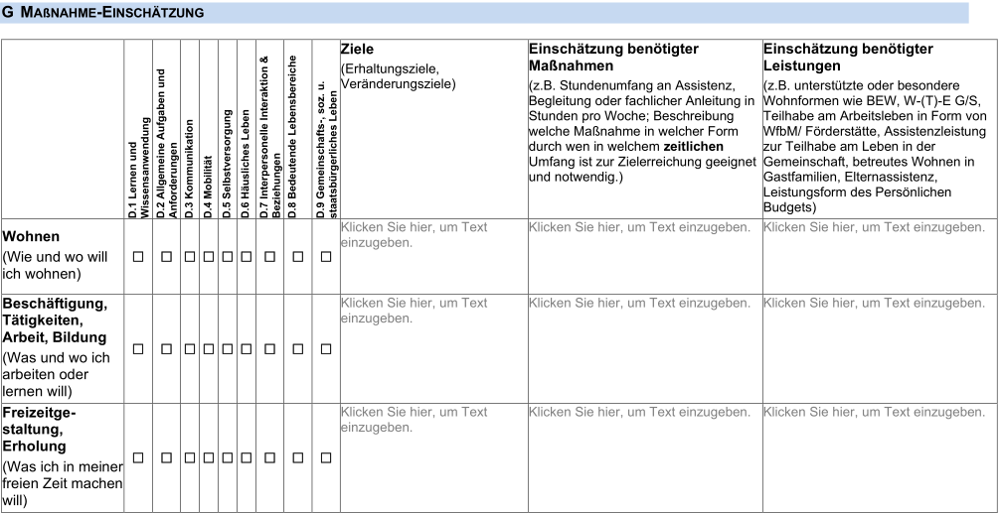 G MAßNAHME-EINSCHÄTZUNG
D.1 Lernen und
Wissensanwendung
D.2 Allgemeine Aufgaben und
Anforderungen
D.3 Kommunikation
D.4 Mobilität
D.5 Selbstversorgung
D.6 Häusliches Leben
D.7 Interpersonelle Interaktion &
Beziehungen
D.8 Bedeutende Lebensbereiche
D.9 Gemeinschafts-, soz. u.
staatsbürgerliches Leben
Ziele
(Erhaltungsziele,
Veränderungsziele)
Einschätzung benötigter
Maßnahmen
(z.B. Stundenumfang an Assistenz,
Begleitung oder fachlicher Anleitung in
Stunden pro Woche; Beschreibung
welche Maßnahme in welcher Form
durch wen in welchem zeitlichen
Umfang ist zur Zielerreichung geeignet
und notwendig.)
Einschätzung benötigter
Leistungen
(z.B. unterstützte oder besondere
Wohnformen wie BEW, W-(T)-E G/S,
Teilhabe am Arbeitsleben in Form von
WfbM/ Förderstätte, Assistenzleistung
zur Teilhabe am Leben in der
Gemeinschaft, betreutes Wohnen in
Gastfamilien, Elternassistenz,
Leistungsform des Persönlichen
Budgets)
Wohnen
(Wie und wo will
ich wohnen)
☐ ☐ ☐ ☐ ☐ ☐ ☐ ☐ ☐
Klicken Sie hier, um Text
einzugeben.
Klicken Sie hier, um Text einzugeben.
Klicken Sie hier, um Text einzugeben.
Beschäftigung,
Tätigkeiten,
Arbeit, Bildung
(Was und wo ich
arbeiten oder
lernen will)
☐ ☐ ☐ ☐ ☐ ☐ ☐ ☐ ☐
Klicken Sie hier, um Text
einzugeben.
Klicken Sie hier, um Text einzugeben.
Klicken Sie hier, um Text einzugeben.
Freizeitge-
staltung,
Erholung
(Was ich in meiner
freien Zeit machen
will)
☐ ☐ ☐ ☐ ☐ ☐ ☐ ☐ ☐
Klicken Sie hier, um Text
einzugeben.
Klicken Sie hier, um Text einzugeben.
Klicken Sie hier, um Text einzugeben.